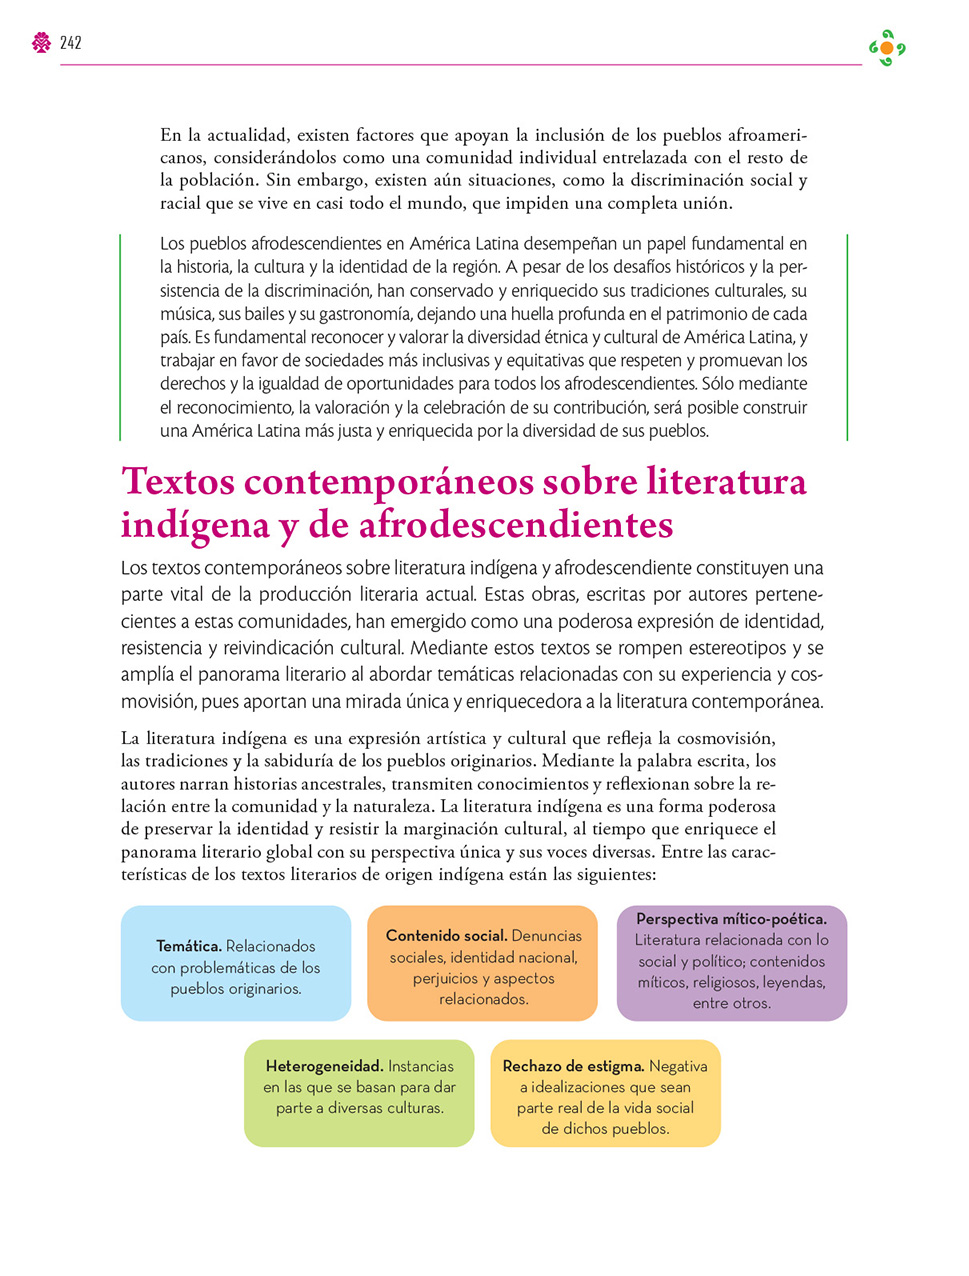 242
En la actualidad, existen factores que apoyan la inclusión de los pueblos afroameri-
canos, considerándolos como una comunidad individual entrelazada con el resto de
la población. Sin embargo, existen aún situaciones, como la discriminación social y
racial que se vive en casi todo el mundo, que impiden una completa unión.
Los pueblos afrodescendientes en América Latina desempeñan un papel fundamental en
la historia, la cultura y la identidad de la región. A pesar de los desafíos históricos y la per-
sistencia de la discriminación, han conservado y enriquecido sus tradiciones culturales, su
música, sus bailes y su gastronomía, dejando una huella profunda en el patrimonio de cada
país. Es fundamental reconocer y valorar la diversidad étnica y cultural de América Latina, y
trabajar en favor de sociedades más inclusivas y equitativas que respeten y promuevan los
derechos y la igualdad de oportunidades para todos los afrodescendientes. Sólo mediante
el reconocimiento, la valoración y la celebración de su contribución, será posible construir
una América Latina más justa y enriquecida por la diversidad de sus pueblos.
Textos contemporáneos sobre literatura
indígena y de afrodescendientes
Los textos contemporáneos sobre literatura indígena y afrodescendiente constituyen una
parte vital de la producción literaria actual. Estas obras, escritas por autores pertene-
cientes a estas comunidades, han emergido como una poderosa expresión de identidad,
resistencia y reivindicación cultural. Mediante estos textos se rompen estereotipos y se
amplía el panorama literario al abordar temáticas relacionadas con su experiencia y cos-
movisión, pues aportan una mirada única y enriquecedora a la literatura contemporánea.
La literatura indígena es una expresión artística y cultural que refleja la cosmovisión,
las tradiciones y la sabiduría de los pueblos originarios. Mediante la palabra escrita, los
autores narran historias ancestrales, transmiten conocimientos y reflexionan sobre la re-
lación entre la comunidad y la naturaleza. La literatura indígena es una forma poderosa
de preservar la identidad y resistir la marginación cultural, al tiempo que enriquece el
panorama literario global con su perspectiva única y sus voces diversas. Entre las carac-
terísticas de los textos literarios de origen indígena están las siguientes:
Temática. Relacionados
con problemáticas de los
pueblos originarios.
Contenido social. Denuncias
sociales, identidad nacional,
perjuicios y aspectos
relacionados.
Perspectiva mítico-poética.
Literatura relacionada con lo
social y político; contenidos
míticos, religiosos, leyendas,
entre otros.
Heterogeneidad. Instancias
en las que se basan para dar
parte a diversas culturas.
Rechazo de estigma. Negativa
a idealizaciones que sean
parte real de la vida social
de dichos pueblos.